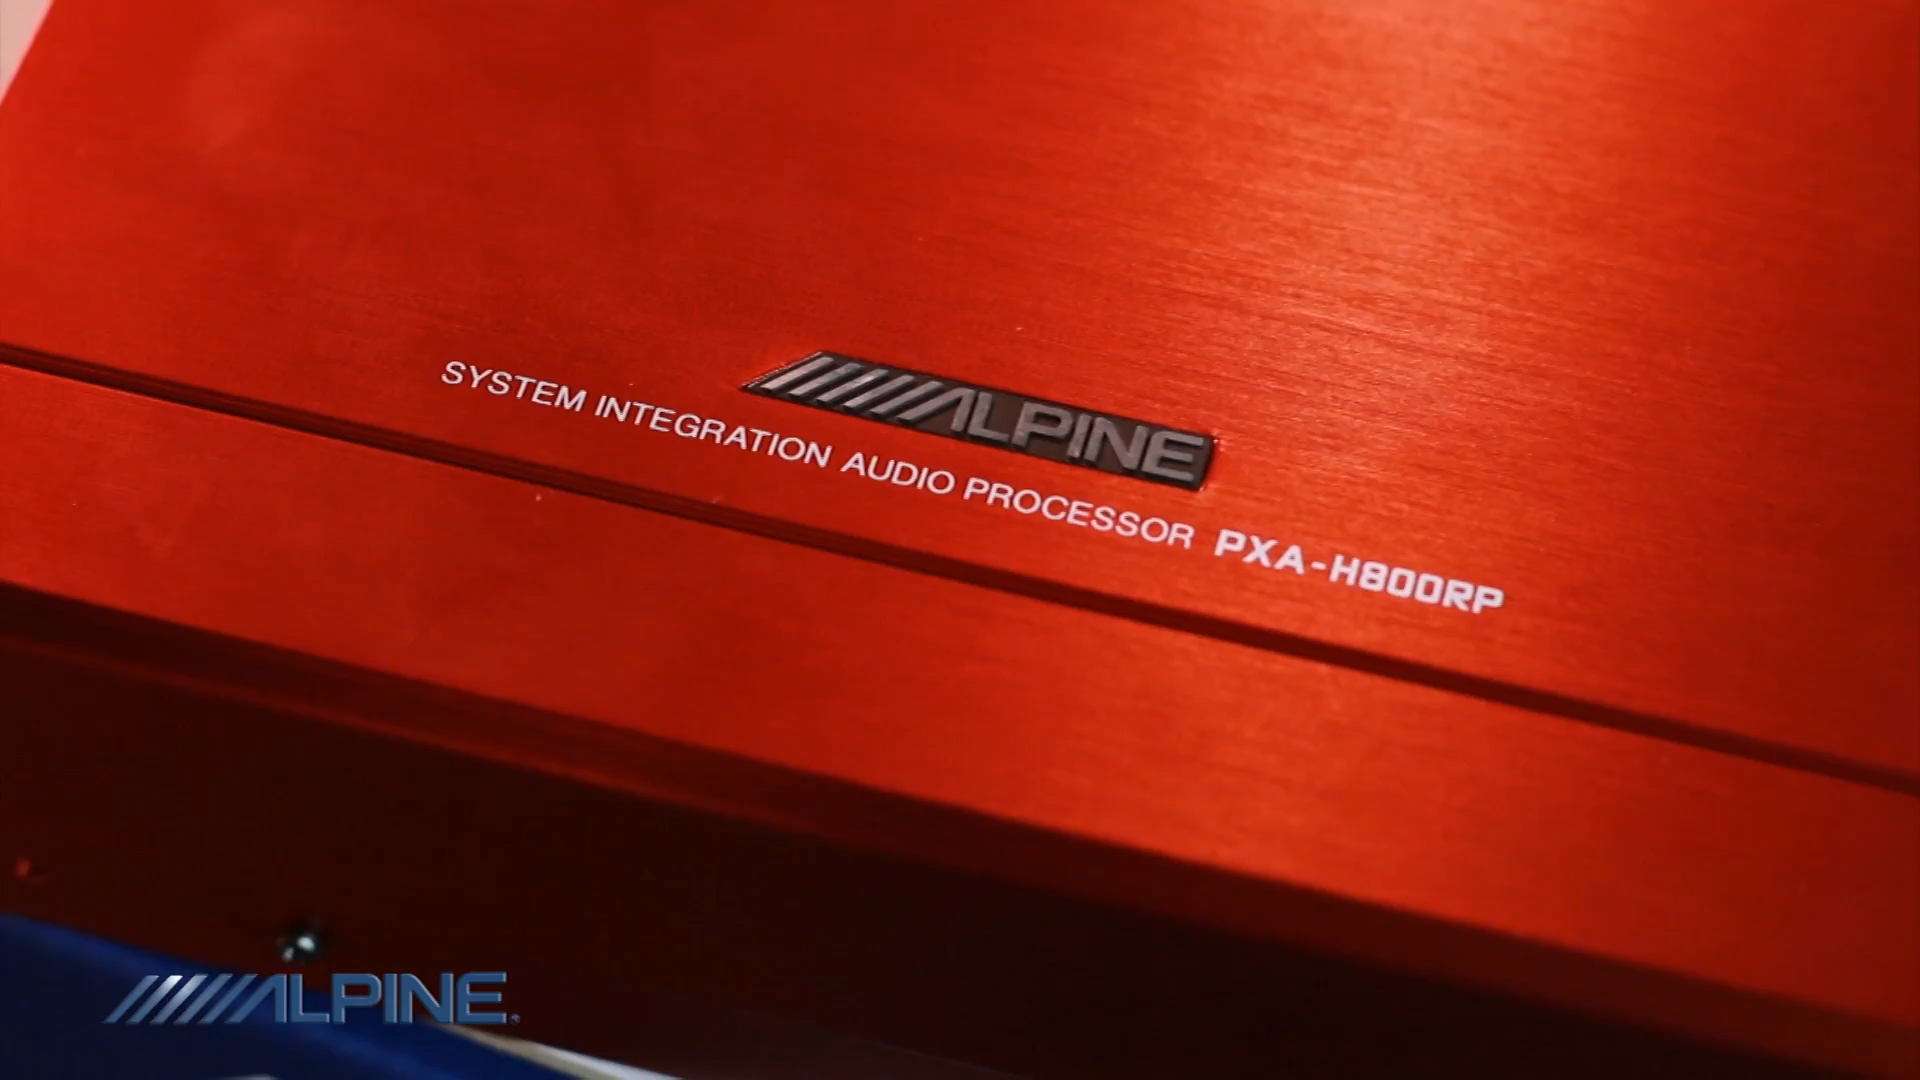 ALPINE
SYSTEM INTEGRATION AUDIO PROCESSOR PXA-H800RP
ALPINE®